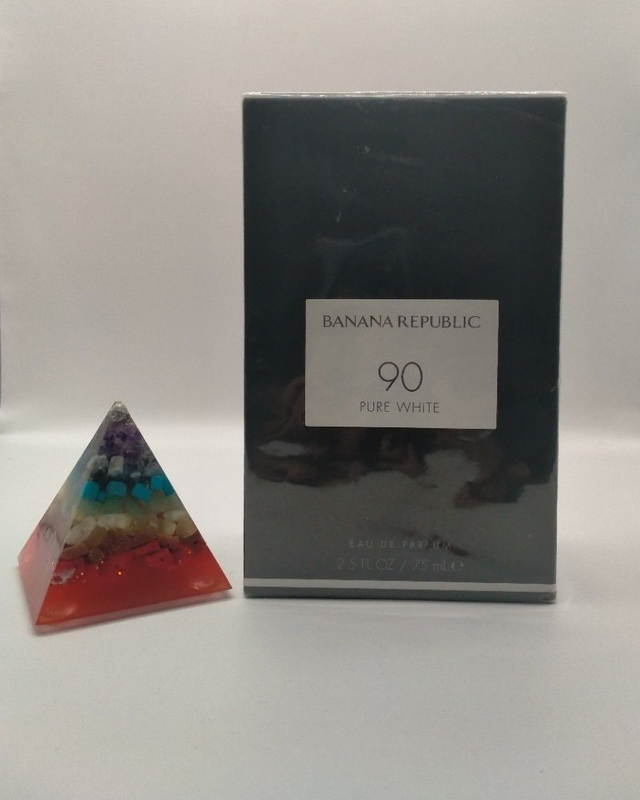 BANANA REPUBLIC
90
PURE WHITE
EAU DE PARFUM
2.5 FL OZ / 75 mL ℮